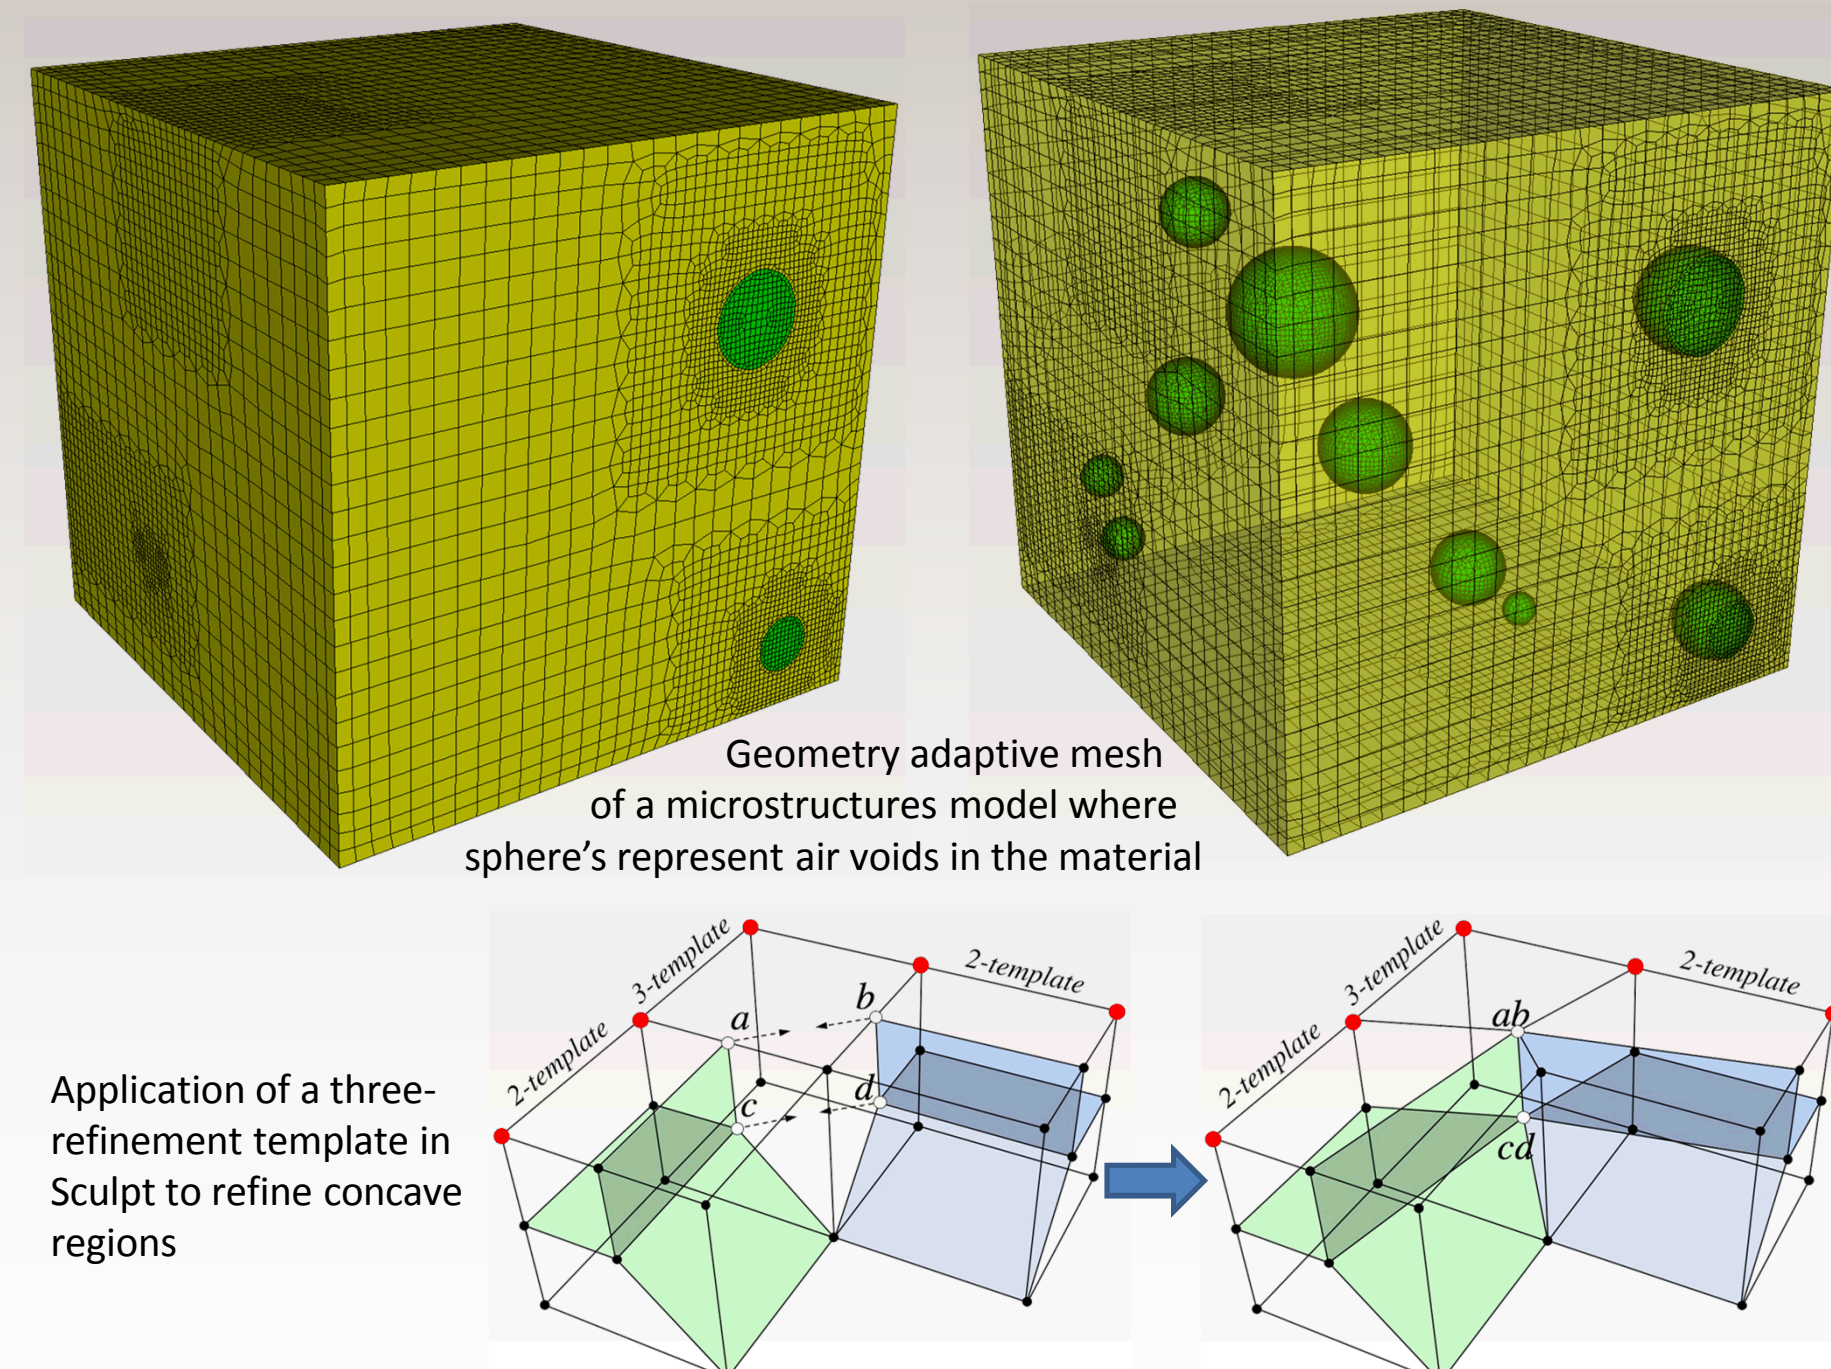 Geometry adaptive mesh
of a microstructures model where
sphere’s represent air voids in the material
Application of a three-
refinement template in
Sculpt to refine concave
regions
3-template
2-template
2-template
a
b
c
d
3-template
2-template
2-template
ab
cd